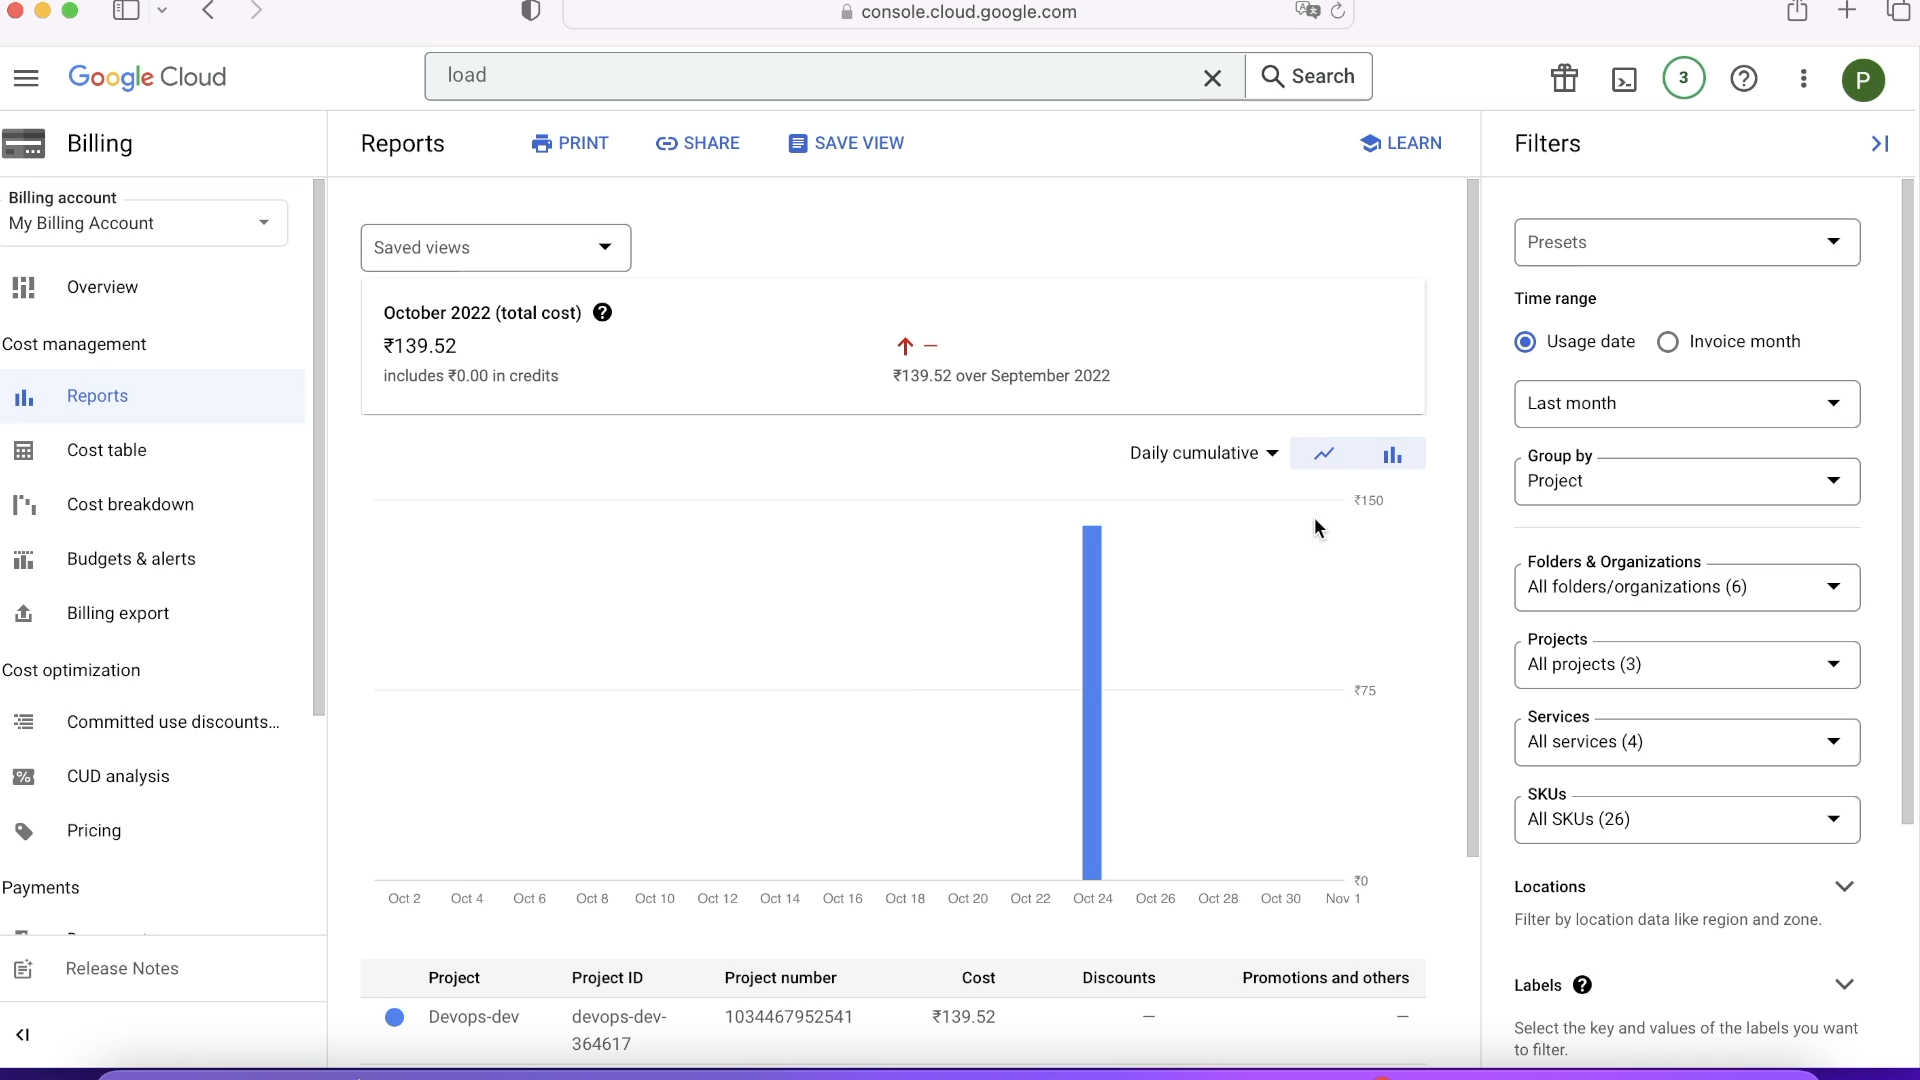 console.cloud.google.com
Google Cloud
load
Search
3
P
Billing
Billing account
My Billing Account
Overview
Cost management
Reports
Cost table
Cost breakdown
Budgets & alerts
Billing export
Cost optimization
Committed use discounts...
CUD analysis
Pricing
Payments
Release Notes
Reports
PRINT
SHARE
SAVE VIEW
LEARN
Saved views
October 2022 (total cost)
₹139.52
includes ₹0.00 in credits
—
₹139.52 over September 2022
Daily cumulative
₹150
₹75
₹0
Oct 2 Oct 4 Oct 6 Oct 8 Oct 10 Oct 12 Oct 14 Oct 16 Oct 18 Oct 20 Oct 22 Oct 24 Oct 26 Oct 28 Oct 30 Nov 1
Project Project ID Project number Cost Discounts Promotions and others
Devops-dev devops-dev- 1034467952541 ₹139.52 — —
364617
Filters
Presets
Time range
Usage date Invoice month
Last month
Group by
Project
Folders & Organizations
All folders/organizations (6)
Projects
All projects (3)
Services
All services (4)
SKUs
All SKUs (26)
Locations
Filter by location data like region and zone.
Labels
Select the key and values of the labels you want
to filter.